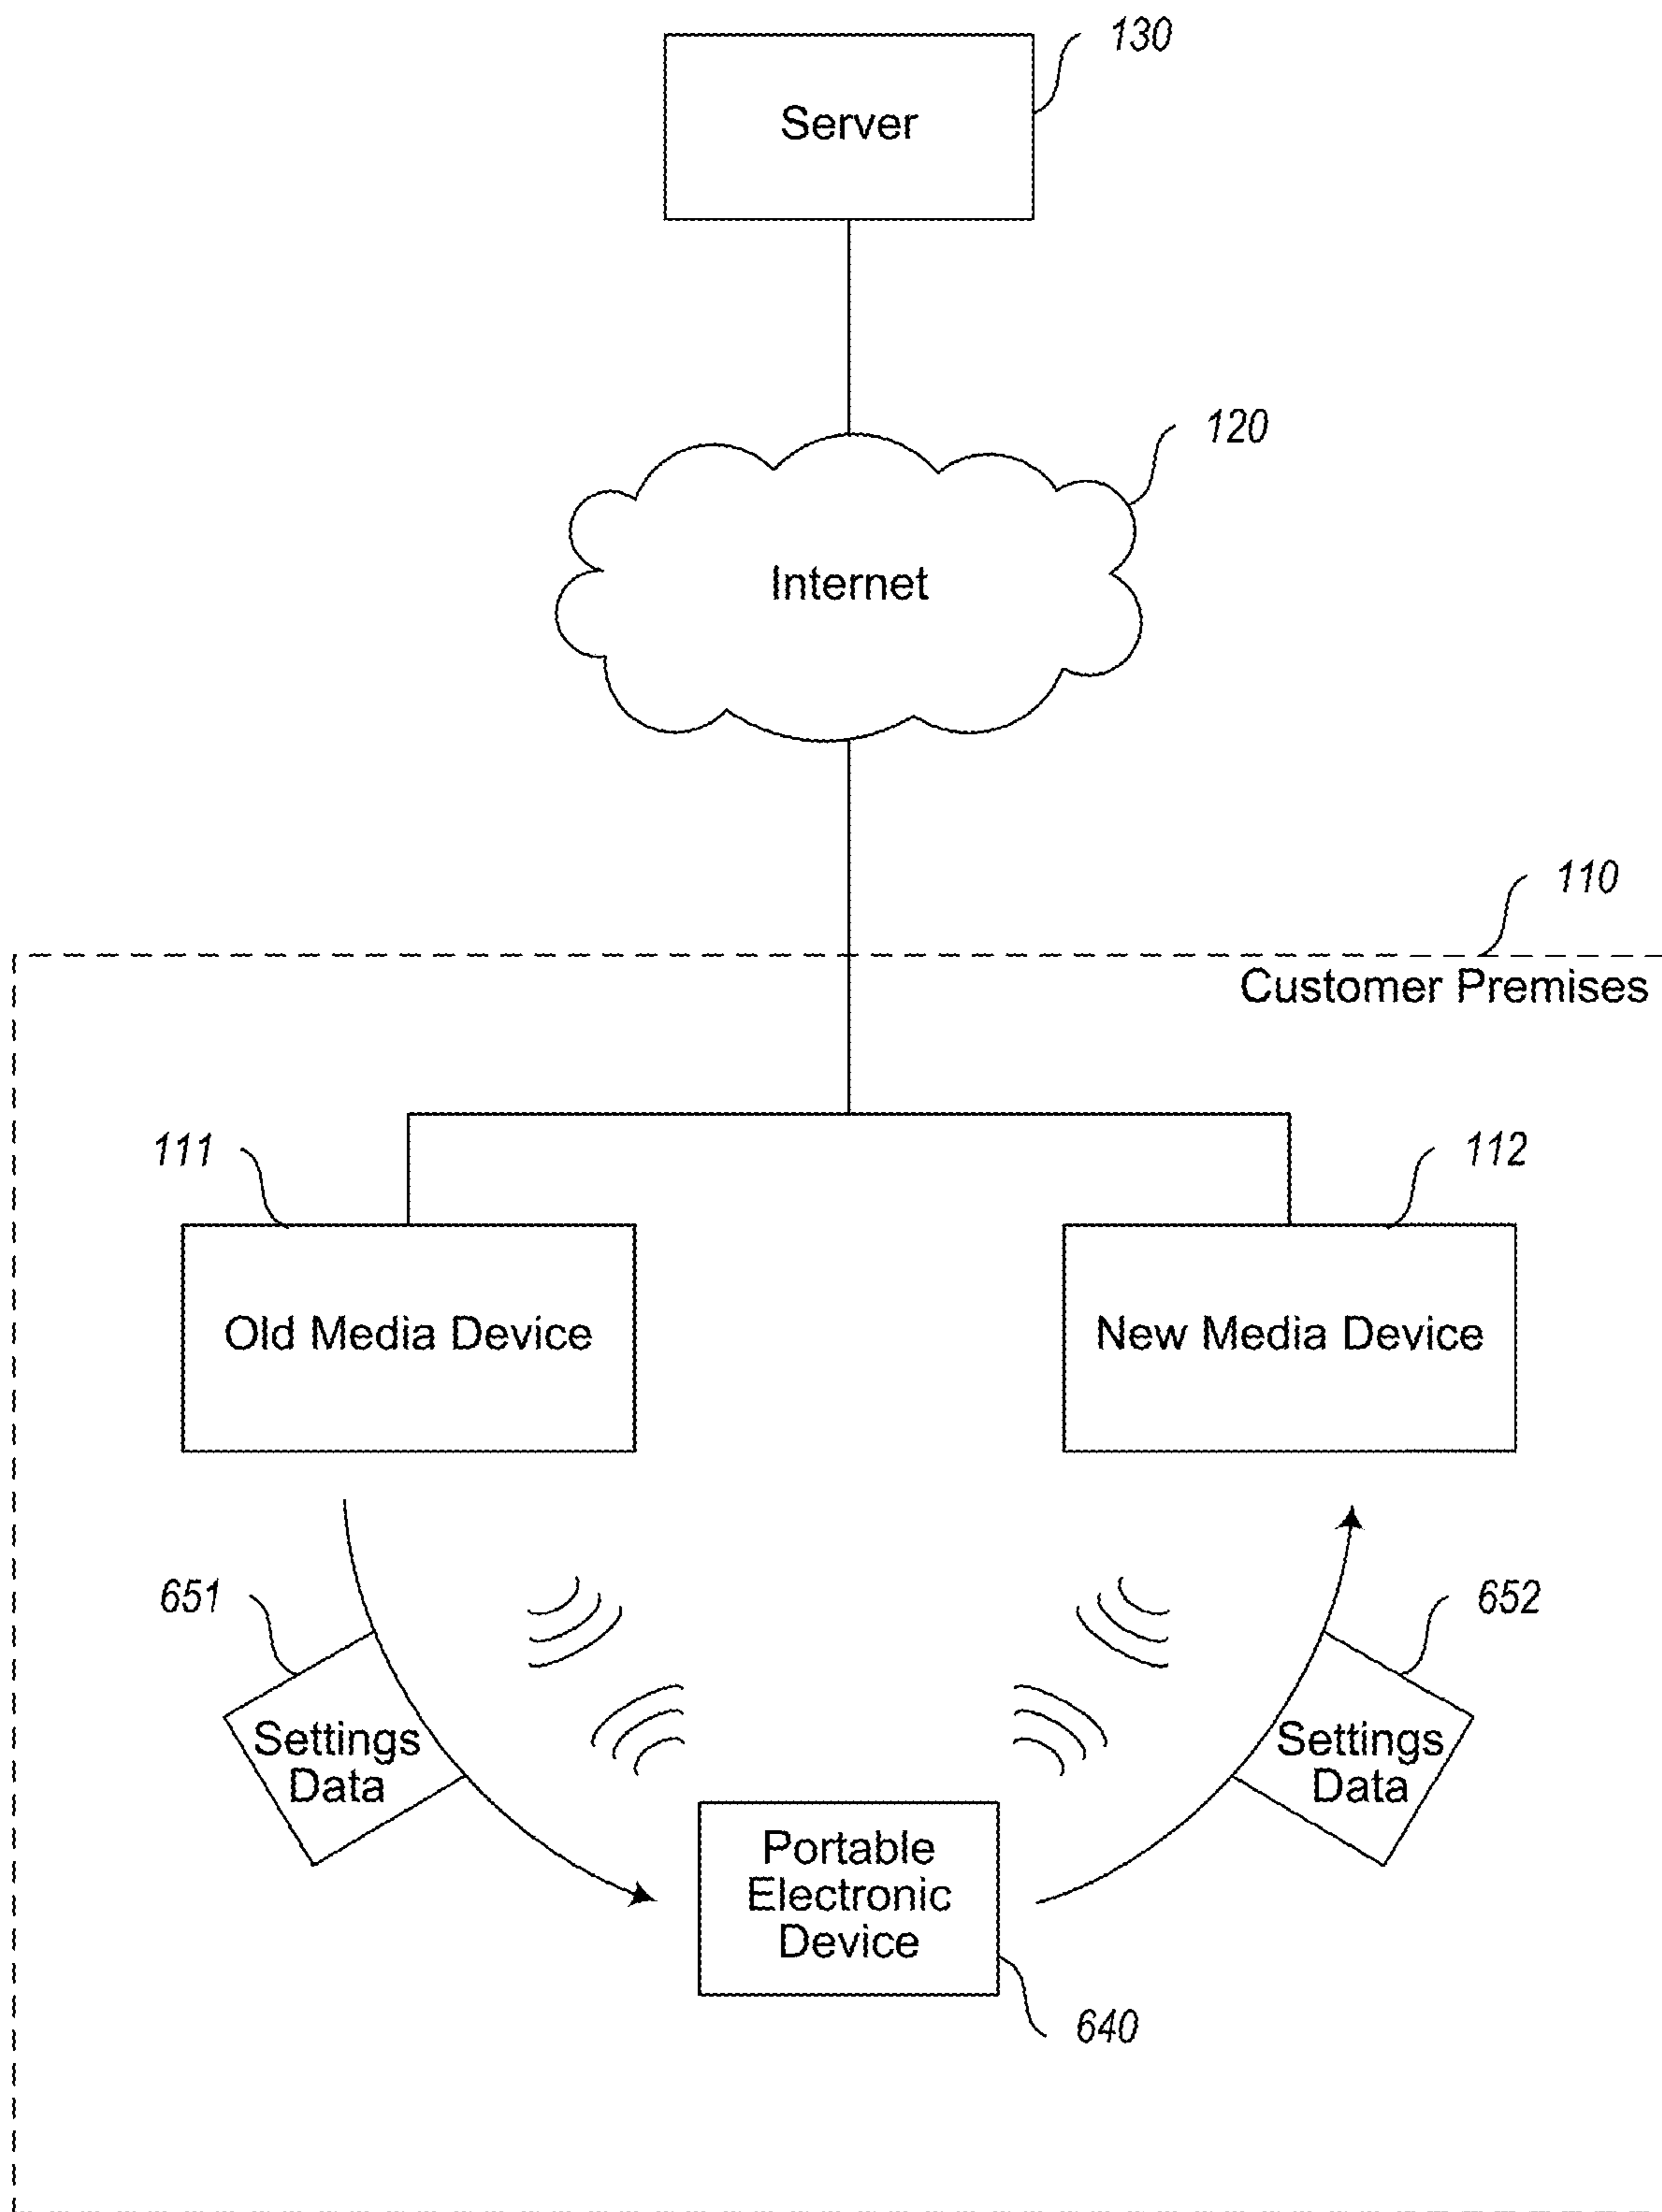 130
Server
120
Internet
110
Customer Premises
111
112
Old Media Device
New Media Device
651
652
Settings
Data
Settings
Data
Portable
Electronic
Device
640